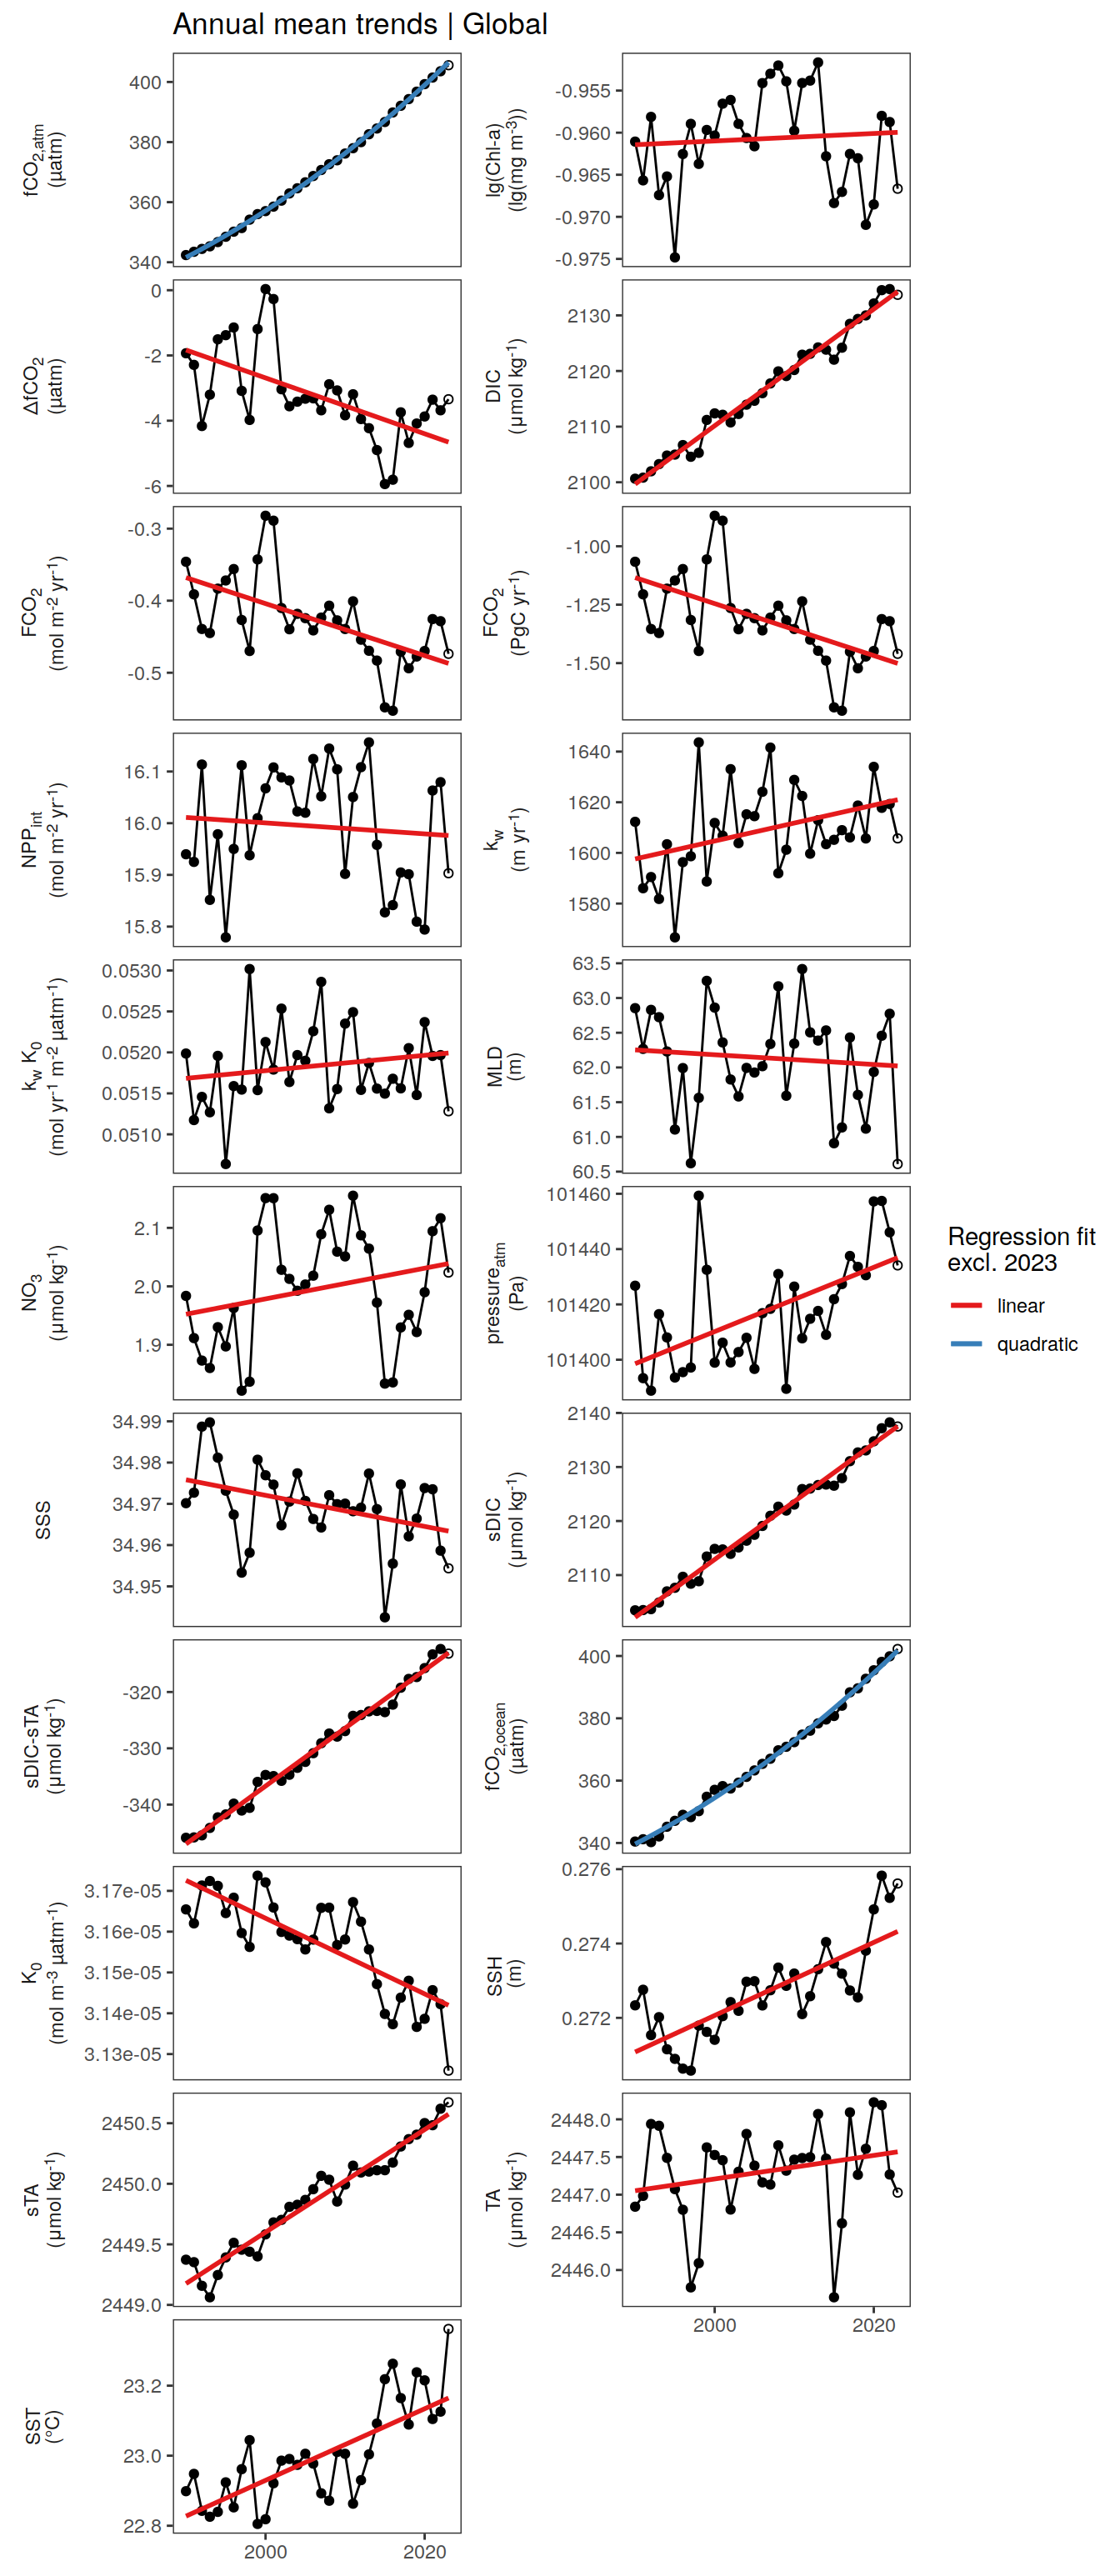 Annual mean trends | Global
fCO2,atm
(µatm)
400
380
360
340
lg(Chl-a)
(lg(mg m-3))
-0.955
-0.960
-0.965
-0.970
-0.975
ΔfCO2
(µatm)
0
-2
-4
-6
DIC
(µmol kg-1)
2130
2120
2110
2100
FCO2
(mol m-2 yr-1)
-0.3
-0.4
-0.5
FCO2
(PgC yr-1)
-1.00
-1.25
-1.50
NPPint
(mol m-2 yr-1)
16.1
16.0
15.9
15.8
kw
(m yr-1)
1640
1620
1600
1580
kw K0
(mol yr-1 m-2 µatm-1)
0.0530
0.0525
0.0520
0.0515
0.0510
MLD
(m)
63.5
63.0
62.5
62.0
61.5
61.0
60.5
NO3
(µmol kg-1)
2.1
2.0
1.9
pressureatm
(Pa)
101460
101440
101420
101400
Regression fit
excl. 2023
linear
quadratic
SSS
34.99
34.98
34.97
34.96
34.95
sDIC
(µmol kg-1)
2140
2130
2120
2110
sDIC-sTA
(µmol kg-1)
-320
-330
-340
fCO2,ocean
(µatm)
400
380
360
340
K0
(mol m-3 µatm-1)
3.17e-05
3.16e-05
3.15e-05
3.14e-05
3.13e-05
SSH
(m)
0.276
0.274
0.272
sTA
(µmol kg-1)
2450.5
2450.0
2449.5
2449.0
TA
(µmol kg-1)
2448.0
2447.5
2447.0
2446.5
2446.0
2000 2020
SST
(°C)
23.2
23.0
22.8
2000 2020